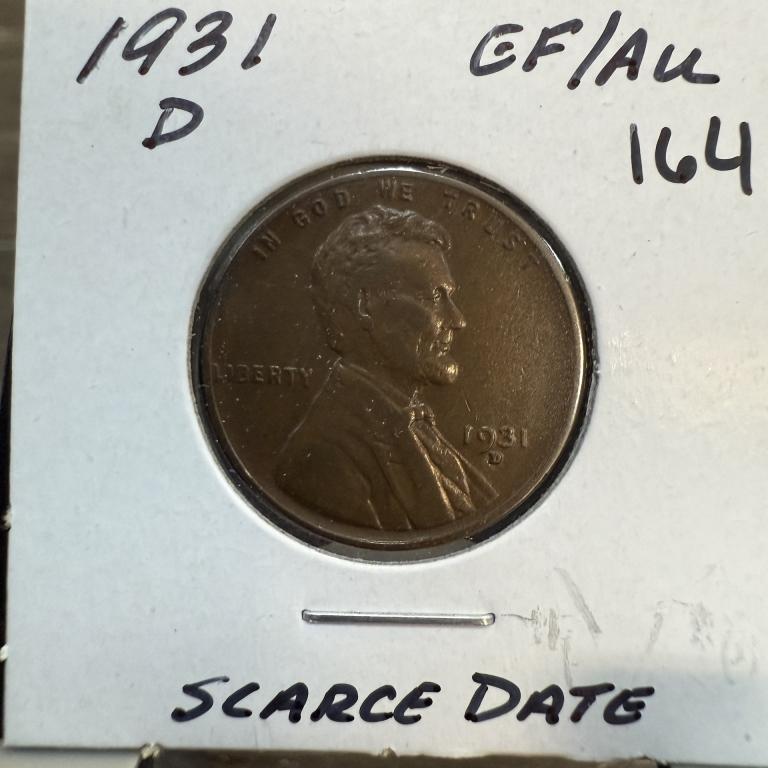 1931 EF/AU
D 164
IN GOD WE TRUST
LIBERTY
1931
D
SCARCE DATE